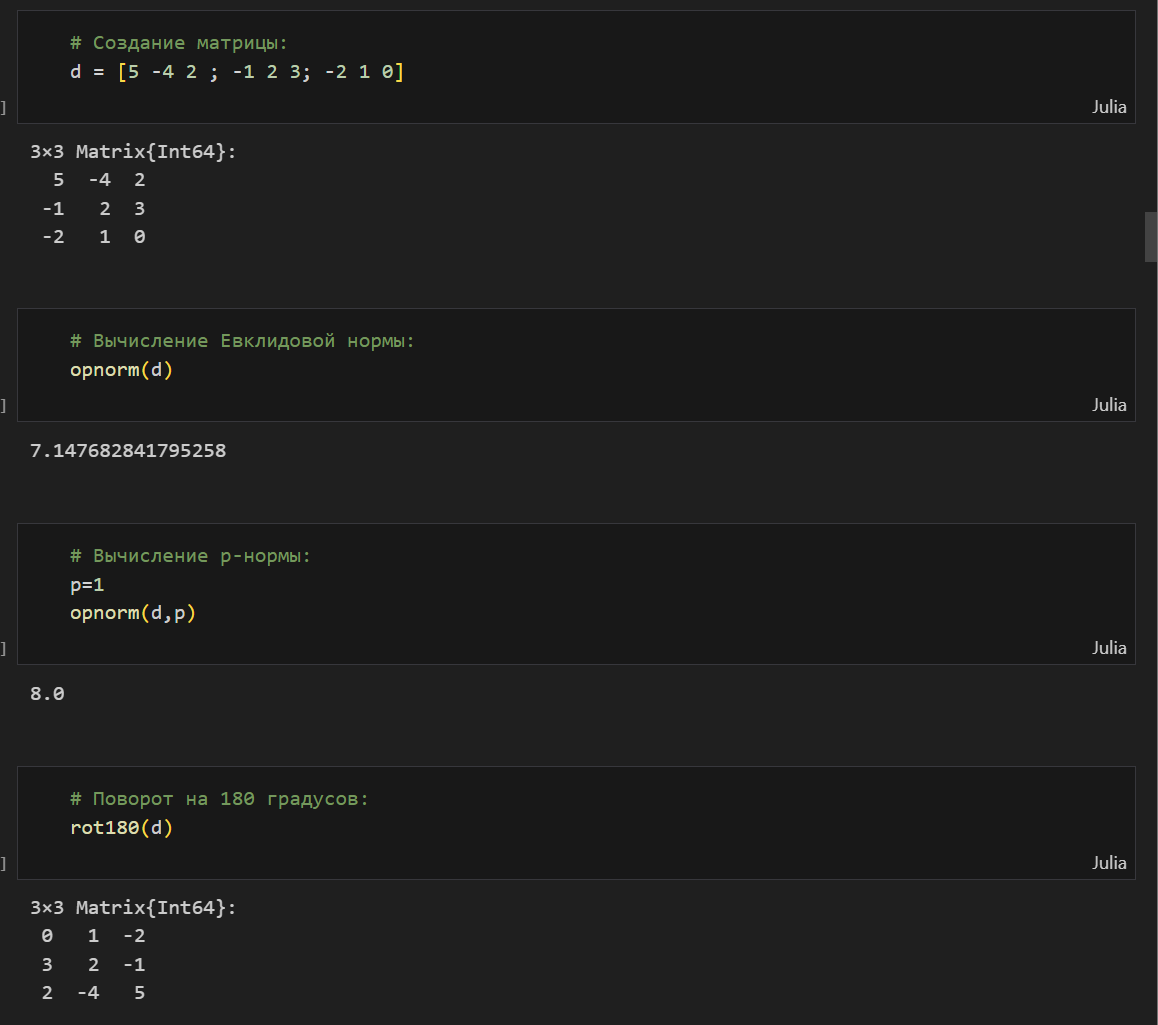 # Создание матрицы:
d = [5 -4 2 ; -1 2 3; -2 1 0]
]
Julia
3×3 Matrix{Int64}:
  5  -4  2
 -1   2  3
 -2   1  0
# Вычисление Евклидовой нормы:
opnorm(d)
]
Julia
7.147682841795258
# Вычисление p-нормы:
p=1
opnorm(d,p)
]
Julia
8.0
# Поворот на 180 градусов:
rot180(d)
]
Julia
3×3 Matrix{Int64}:
 0   1  -2
 3   2  -1
 2  -4   5